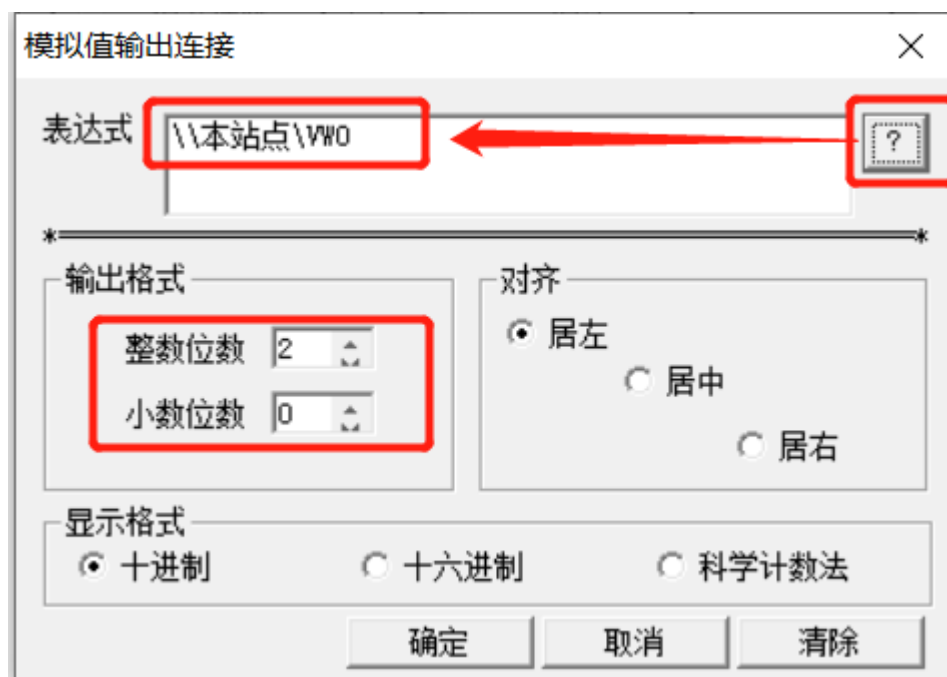 模拟值输出连接
表达式 \\本站点\VW0 ?
输出格式
整数位数 2
小数位数 0
对齐
居左
居中
居右
显示格式
十进制 十六进制 科学计数法
确定 取消 清除